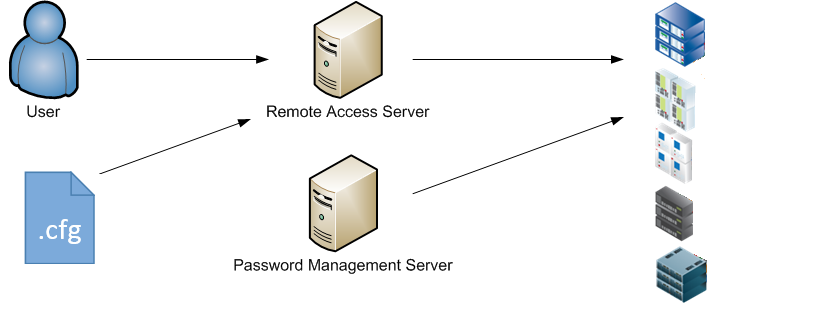 User
Remote Access Server
.cfg
Password Management Server